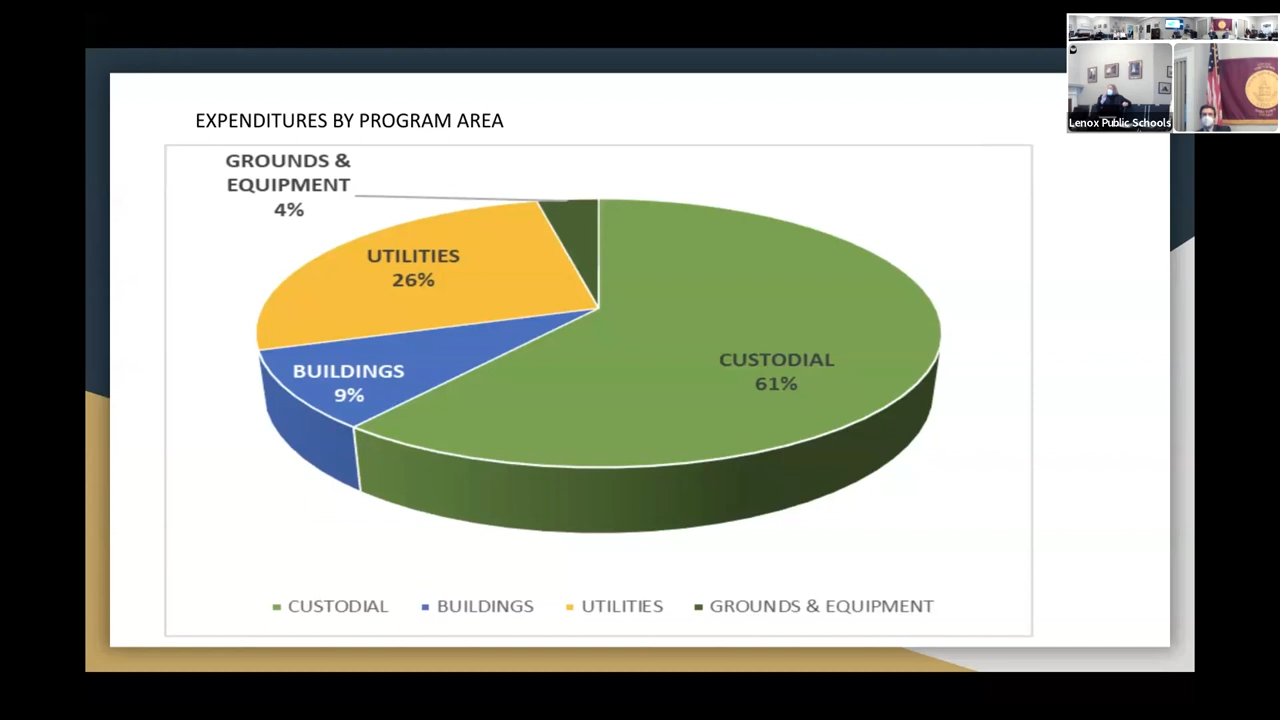 EXPENDITURES BY PROGRAM AREA
GROUNDS &
EQUIPMENT
4%
UTILITIES
26%
BUILDINGS
9%
CUSTODIAL
61%
CUSTODIAL BUILDINGS UTILITIES GROUNDS & EQUIPMENT
Lenox Public Schools